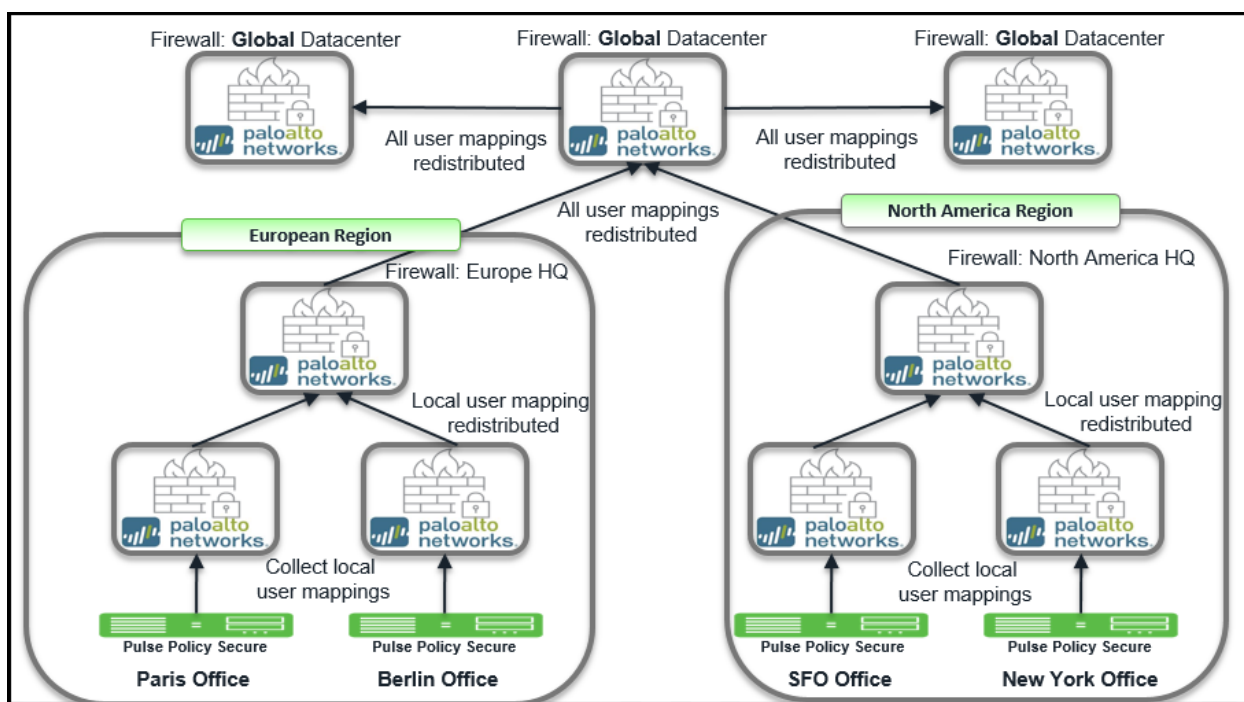 Firewall: Global Datacenter
Firewall: Global Datacenter
Firewall: Global Datacenter
paloalto
networks.
paloalto
networks.
paloalto
networks.
All user mappings
redistributed
All user mappings
redistributed
All user mappings
redistributed
European Region
North America Region
Firewall: Europe HQ
Firewall: North America HQ
paloalto
networks.
paloalto
networks.
Local user mapping
redistributed
Local user mapping
redistributed
paloalto
networks.
paloalto
networks.
paloalto
networks.
paloalto
networks.
Collect local
user mappings
Collect local
user mappings
Pulse Policy Secure
Pulse Policy Secure
Pulse Policy Secure
Pulse Policy Secure
Paris Office
Berlin Office
SFO Office
New York Office